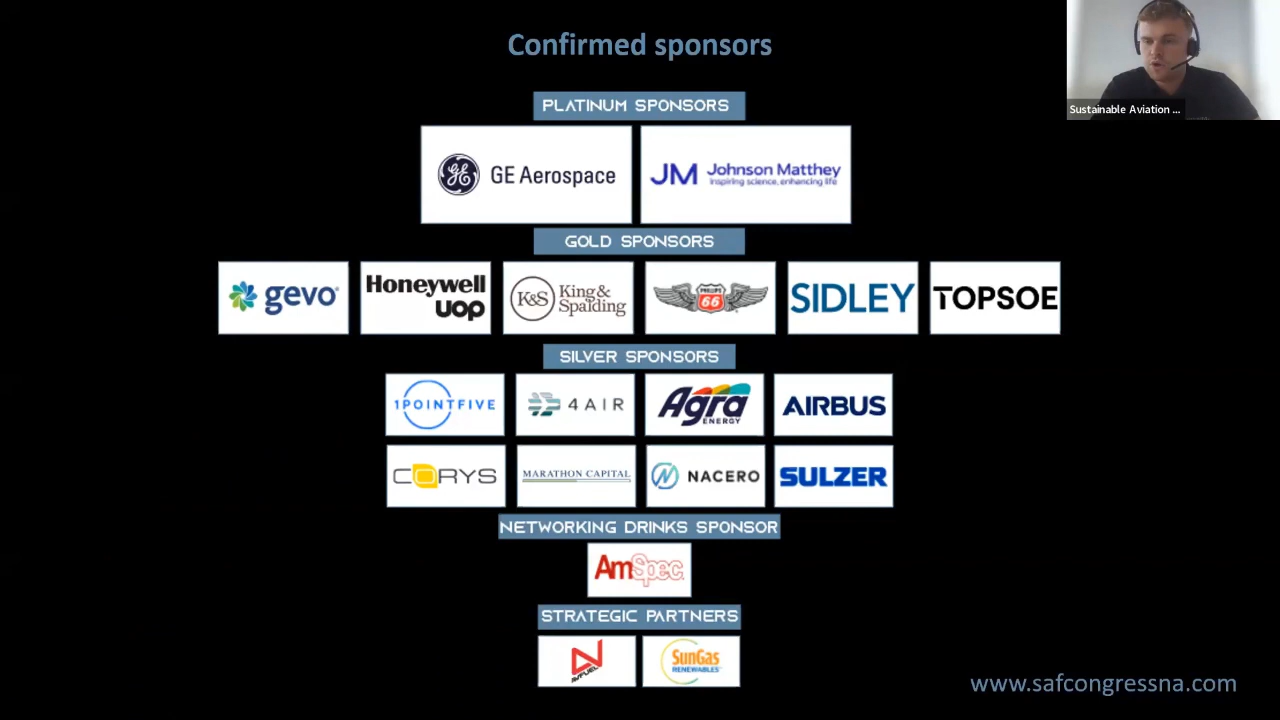 Confirmed sponsors
Sustainable Aviation ...
PLATINUM SPONSORS
GE Aerospace
JM Johnson Matthey
Inspiring science, enhancing life
GOLD SPONSORS
gevo
Honeywell
UOP
K&S King &
Spalding
PHILLIPS
66
SIDLEY
TOPSOE
SILVER SPONSORS
1POINTFIVE
4AIR
Agra
ENERGY
AIRBUS
CORYS
MARATHON CAPITAL
NACERO
SULZER
NETWORKING DRINKS SPONSOR
AmSpec
STRATEGIC PARTNERS
AVFUEL
SunGas
RENEWABLES
www.safcongressna.com